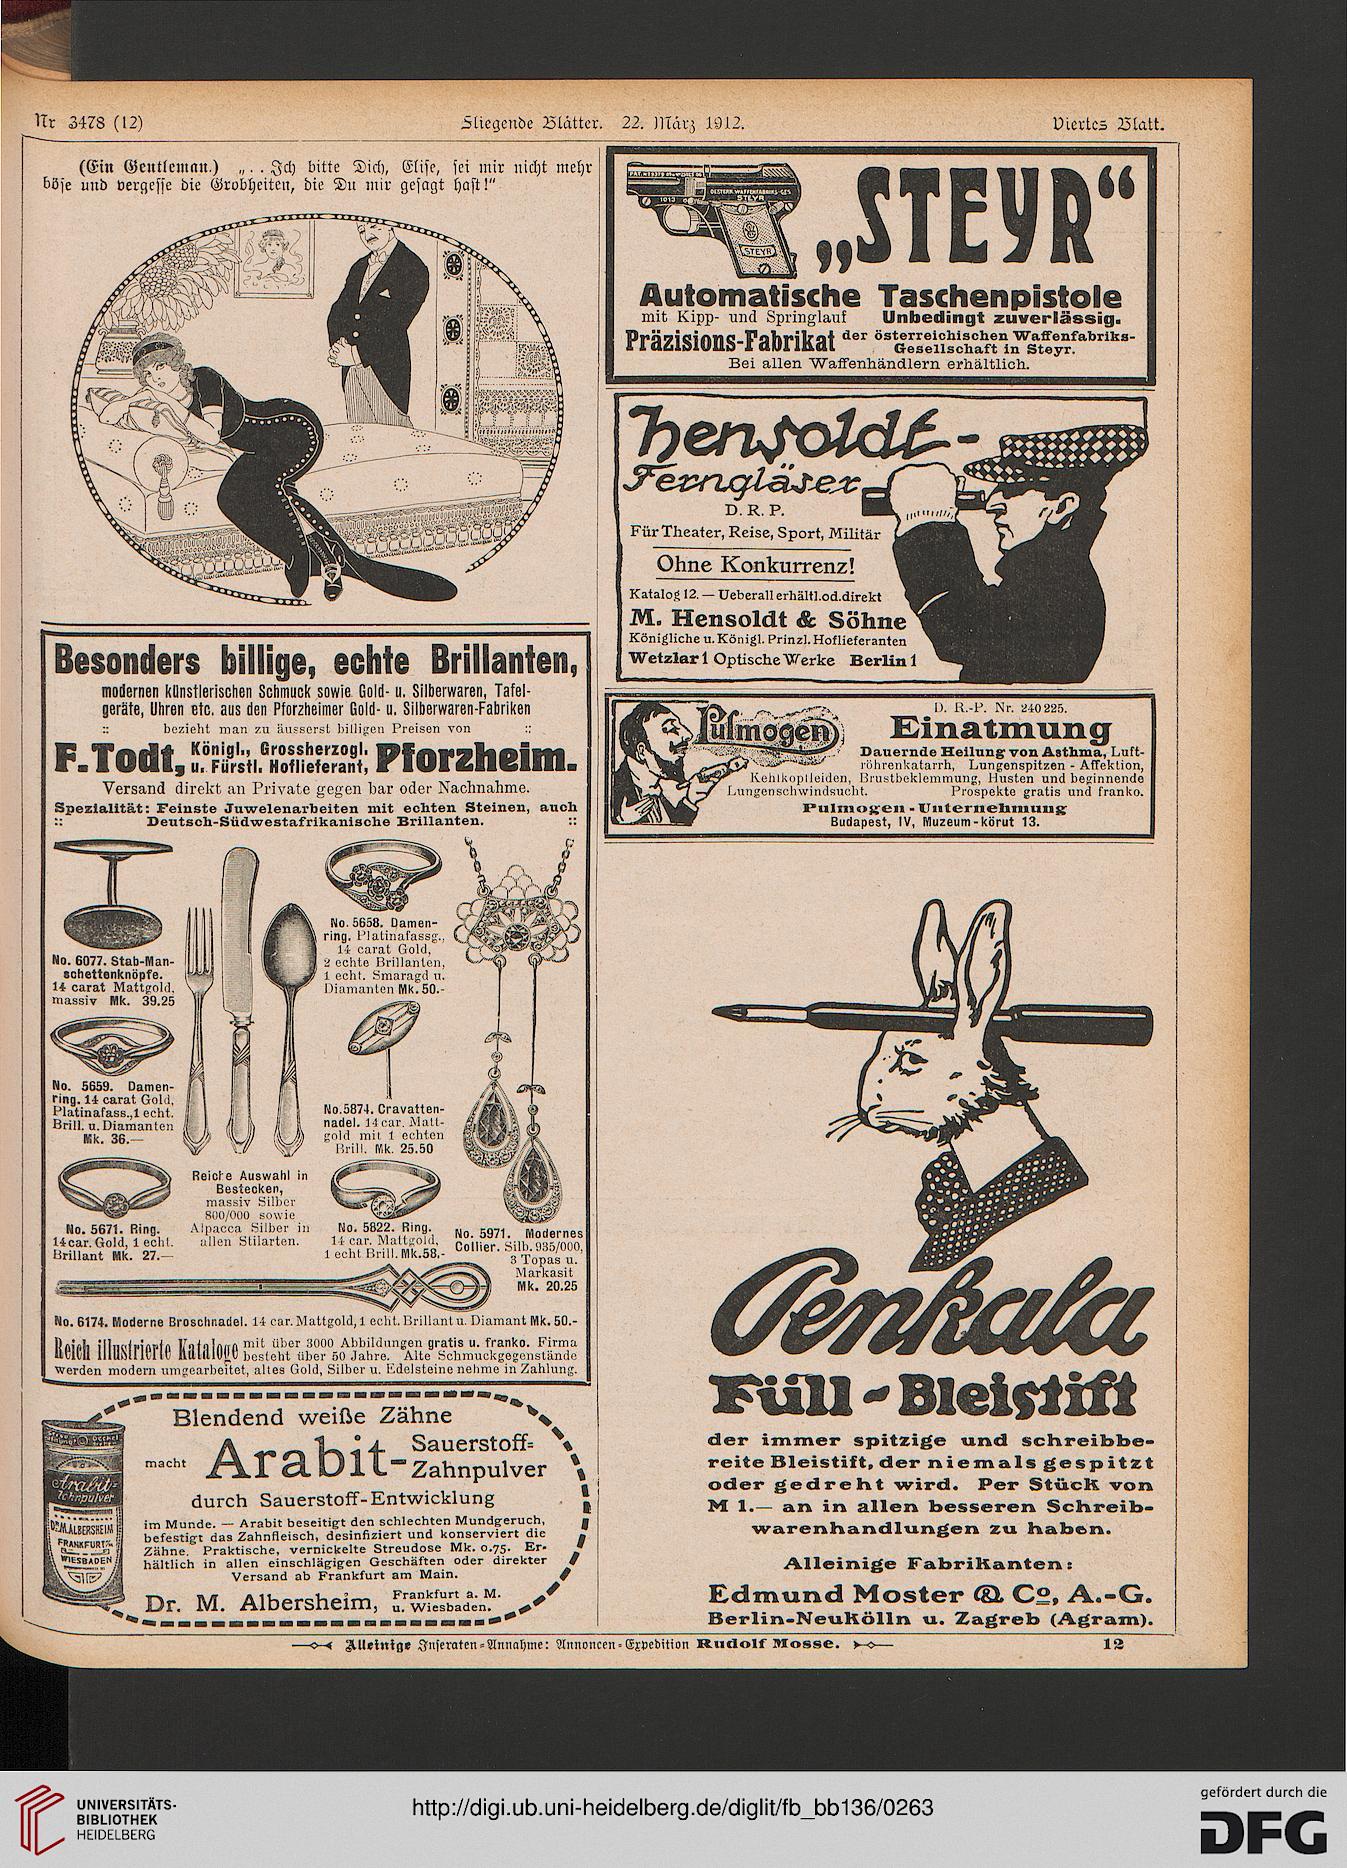 Nr 3478 (12)
Fliegende Blätter. 22. März 1912.
Viertes Blatt.
(Ein Gentleman.) „. . Ich bitte Dich, Elise, sei mir nicht mehr
böse und vergesse die Grobheiten, die Du mir gesagt hast!“
Besonders billige, echte Brillanten,
modernen künstlerischen Schmuck sowie Gold- u. Silberwaren, Tafel-
geräte, Uhren etc. aus den Pforzheimer Gold- u. Silberwaren-Fabriken
:: bezieht man zu äusserst billigen Preisen von ::
F. Todt, Königl., Grossherzogl. u. Fürstl. Hoflieferant, Pforzheim.
Versand direkt an Private gegen bar oder Nachnahme.
Spezialität: Feinste Juwelenarbeiten mit echten Steinen, auch
:: Deutsch-Südwestafrikanische Brillanten. ::
No. 6077. Stab-Man-
schettenknöpfe.
14 carat Mattgold,
massiv Mk. 39.25
No. 5658. Damen-
ring. Platinafassg.,
14 carat Gold,
2 echte Brillanten,
1 echt. Smaragd u.
Diamanten Mk. 50.-
No. 5659. Damen-
ring. 14 carat Gold,
Platinafass., 1 echt.
Brill. u. Diamanten
Mk. 36.—
No. 5874. Cravatten-
nadel. 14 car. Matt-
gold mit 1 echten
Brill. Mk. 25.50
Reiche Auswahl in
Bestecken,
massiv Silber
800/000 sowie
Alpacca Silber in
allen Stilarten.
No. 5671. Ring.
14 car. Gold, 1 echt.
Brillant Mk. 27.—
No. 5822. Ring.
14 car. Mattgold,
1 echt Brill. Mk. 58.-
No. 5971. Modernes
Collier. Silb. 935/000,
3 Topas u.
Markasit
Mk. 20.25
No. 6174. Moderne Broschnadel. 14 car. Mattgold, 1 echt. Brillant u. Diamant Mk. 50.-
Reich illustrierte Kataloge mit über 3000 Abbildungen gratis u. franko. Firma
besteht über 50 Jahre. Alte Schmuckgegenstände
werden modern umgearbeitet, altes Gold, Silber u. Edelsteine nehme in Zahlung.
Arabit-
Zahnpulver
Dr. M. ALBERSHEIM
FRANKFURT a/M.
WIESBADEN
Blendend weiße Zähne
macht Arabit- Sauerstoff=
Zahnpulver
durch Sauerstoff-Entwicklung
im Munde. — Arabit beseitigt den schlechten Mundgeruch,
befestigt das Zahnfleisch, desinfiziert und konserviert die
Zähne. Praktische, vernickelte Streudose Mk. 0.75. Er-
hältlich in allen einschlägigen Geschäften oder direkter
Versand ab Frankfurt am Main.
Dr. M. Albersheim, Frankfurt a. M.
u. Wiesbaden.
OESTERR. WAFFENFABRIKS-GES.
STEYR
STEYR
„STEYR“
Automatische Taschenpistole
mit Kipp- und Springlauf Unbedingt zuverlässig.
Präzisions-Fabrikat der österreichischen Waffenfabriks-
Gesellschaft in Steyr.
Bei allen Waffenhändlern erhältlich.
Hensoldt-
Ferngläser
D. R. P.
Für Theater, Reise, Sport, Militär
Ohne Konkurrenz!
Katalog 12. — Ueberall erhältl. od. direkt
M. Hensoldt & Söhne
Königliche u. Königl. Prinzl. Hoflieferanten
Wetzlar 1 Optische Werke Berlin 1
Pulmogen
D. R.-P. Nr. 240225.
Einatmung
Dauernde Heilung von Asthma, Luft-
röhrenkatarrh, Lungenspitzen-Affektion,
Kehlkopfleiden, Brustbeklemmung, Husten und beginnende
Lungenschwindsucht. Prospekte gratis und franko.
Pulmogen-Unternehmung
Budapest, IV, Muzeum-körut 13.
Penkala
Füll-Bleistift
der immer spitzige und schreibbe-
reite Bleistift, der niemals gespitzt
oder gedreht wird. Per Stück von
M 1.— an in allen besseren Schreib-
warenhandlungen zu haben.
Alleinige Fabrikanten:
Edmund Moster & Co, A.-G.
Berlin-Neukölln u. Zagreb (Agram).
Alleinige Inseraten-Annahme: Annoncen-Expedition Rudolf Mosse.
12
UNIVERSITÄTS-
BIBLIOTHEK
HEIDELBERG
http://digi.ub.uni-heidelberg.de/diglit/fb_bb136/0263
gefördert durch die
DFG